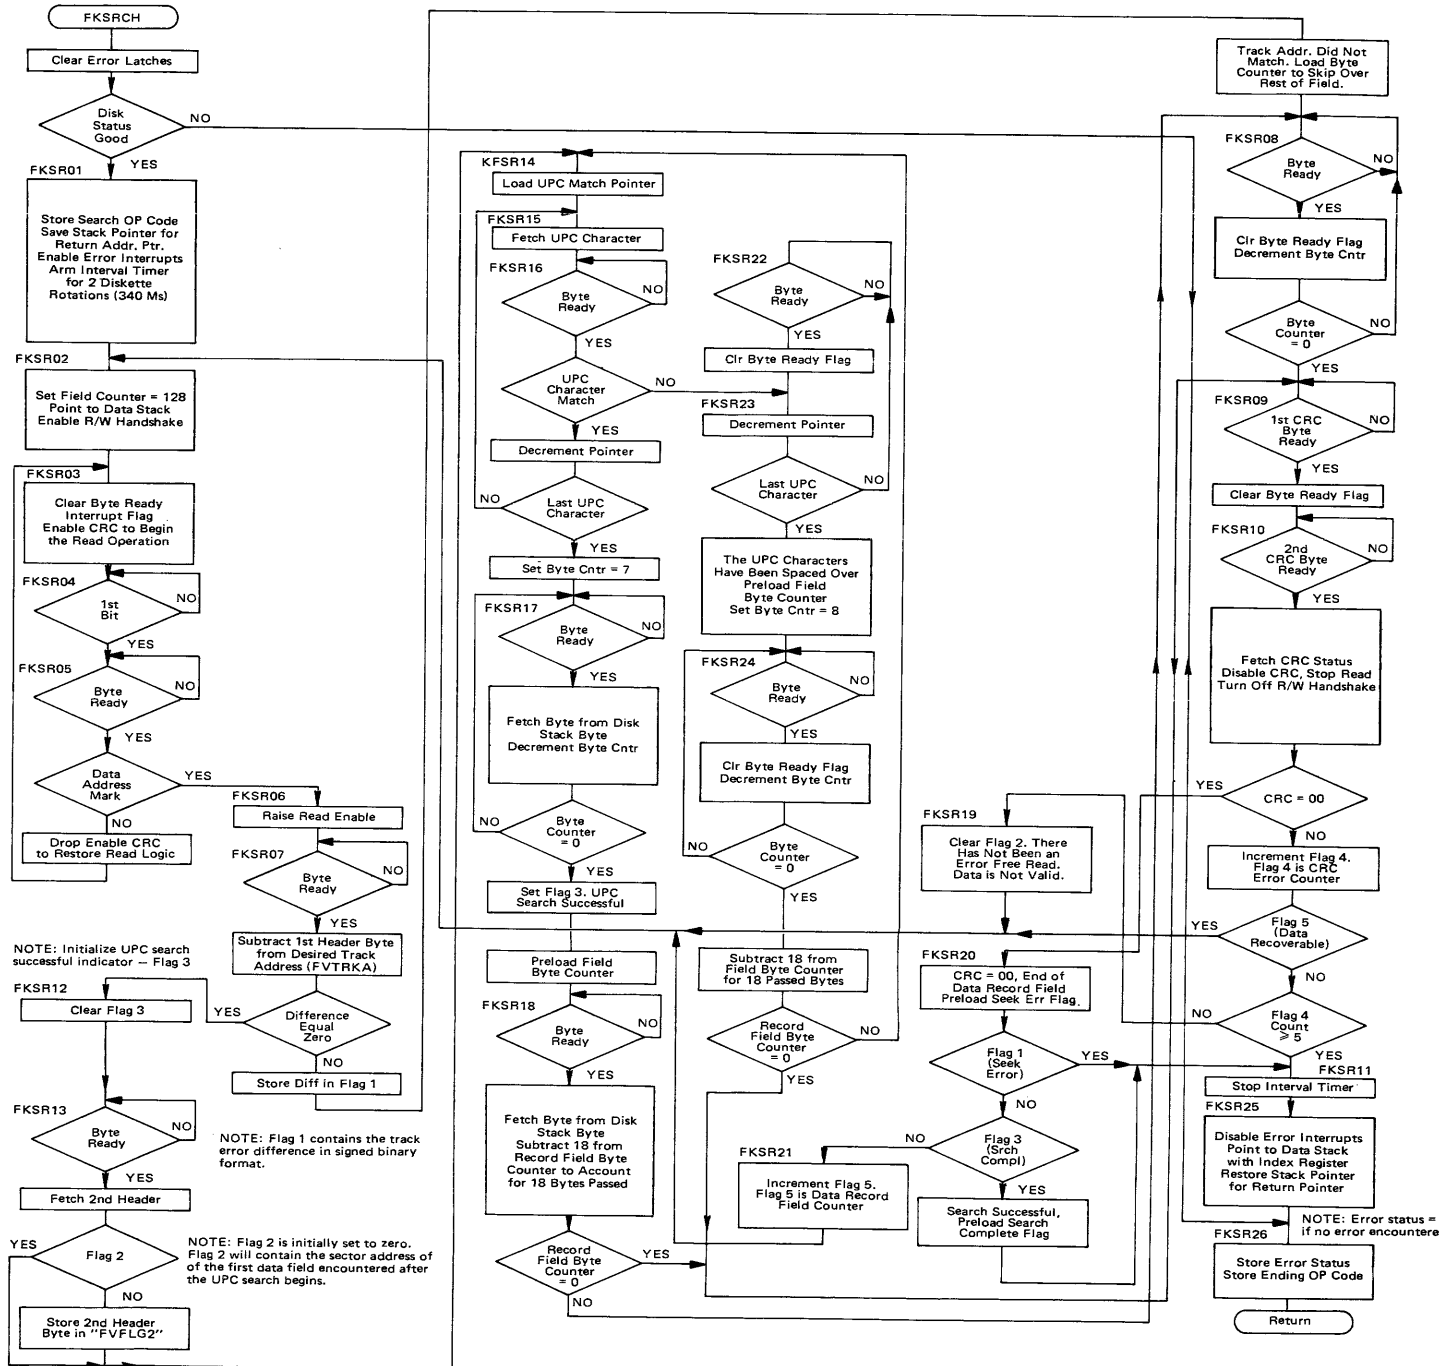 FKSRCH
Clear Error Latches
Disk
Status
Good
NO
YES
FKSR01
Store Search OP Code
Save Stack Pointer for
Return Addr. Ptr.
Enable Error Interrupts
Arm Interval Timer
for 2 Diskette
Rotations (340 Ms)
FKSR02
Set Field Counter = 128
Point to Data Stack
Enable R/W Handshake
FKSR03
Clear Byte Ready
Interrupt Flag
Enable CRC to Begin
the Read Operation
FKSR04
1st
Bit
NO
YES
FKSR05
Byte
Ready
NO
YES
Data
Address
Mark
YES
NO
Drop Enable CRC
to Restore Read Logic
FKSR06
Raise Read Enable
FKSR07
Byte
Ready
NO
YES
Subtract 1st Header Byte
from Desired Track
Address (FVTRKA)
Difference
Equal
Zero
YES
NO
Store Diff in Flag 1
NOTE: Initialize UPC search
successful indicator — Flag 3
FKSR12
Clear Flag 3
FKSR13
Byte
Ready
NO
YES
NOTE: Flag 1 contains the track
error difference in signed binary
format.
Fetch 2nd Header
Flag 2
YES
NO
NOTE: Flag 2 is initially set to zero.
Flag 2 will contain the sector address of
of the first data field encountered after
the UPC search begins.
Store 2nd Header
Byte in "FVFLG2"
KFSR14
Load UPC Match Pointer
FKSR15
Fetch UPC Character
FKSR16
Byte
Ready
NO
YES
UPC
Character
Match
NO
YES
Decrement Pointer
Last UPC
Character
NO
YES
Set Byte Cntr = 7
FKSR17
Byte
Ready
NO
YES
Fetch Byte from Disk
Stack Byte
Decrement Byte Cntr
Byte
Counter
= 0
NO
YES
Set Flag 3. UPC
Search Successful
Preload Field
Byte Counter
FKSR18
Byte
Ready
NO
YES
Fetch Byte from Disk
Stack Byte
Subtract 18 from
Record Field Byte
Counter to Account
for 18 Bytes Passed
Record
Field Byte
Counter
= 0
YES
NO
FKSR22
Byte
Ready
NO
YES
Clr Byte Ready Flag
FKSR23
Decrement Pointer
Last UPC
Character
NO
YES
The UPC Characters
Have Been Spaced Over
Preload Field
Byte Counter
Set Byte Cntr = 8
FKSR24
Byte
Ready
NO
YES
Clr Byte Ready Flag
Decrement Byte Cntr
Byte
Counter
= 0
NO
YES
Subtract 18 from
Field Byte Counter
for 18 Passed Bytes
Record
Field Byte
Counter
= 0
NO
YES
FKSR19
Clear Flag 2. There
Has Not Been an
Error Free Read.
Data is Not Valid.
FKSR20
CRC = 00, End of
Data Record Field
Preload Seek Err Flag.
Flag 1
(Seek
Error)
YES
NO
Flag 3
(Srch
Compl)
NO
YES
FKSR21
Increment Flag 5.
Flag 5 is Data Record
Field Counter
Search Successful,
Preload Search
Complete Flag
Track Addr. Did Not
Match. Load Byte
Counter to Skip Over
Rest of Field.
FKSR08
Byte
Ready
NO
YES
Clr Byte Ready Flag
Decrement Byte Cntr
Byte
Counter
= 0
NO
YES
FKSR09
1st CRC
Byte
Ready
NO
YES
Clear Byte Ready Flag
FKSR10
2nd
CRC Byte
Ready
NO
YES
Fetch CRC Status
Disable CRC, Stop Read
Turn Off R/W Handshake
CRC = 00
YES
NO
Increment Flag 4.
Flag 4 is CRC
Error Counter
Flag 5
(Data
Recoverable)
YES
NO
Flag 4
Count
⩾ 5
NO
YES
FKSR11
Stop Interval Timer
FKSR25
Disable Error Interrupts
Point to Data Stack
with Index Register
Restore Stack Pointer
for Return Pointer
NOTE: Error status =
if no error encountere
FKSR26
Store Error Status
Store Ending OP Code
Return